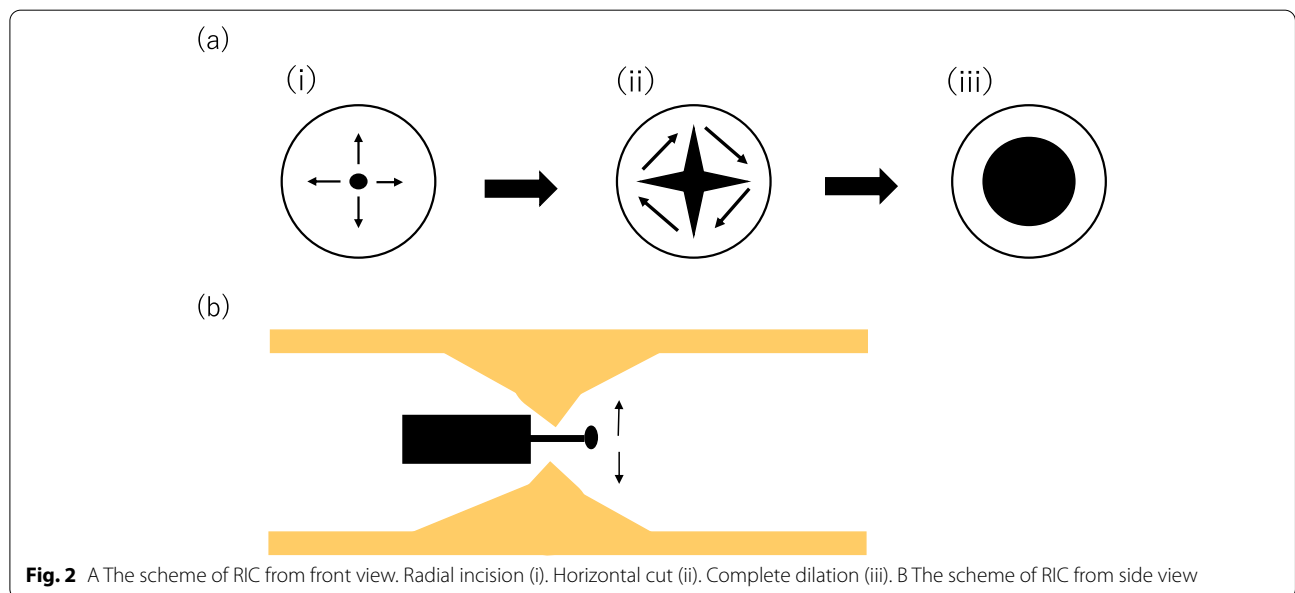 (a)
(i) (ii) (iii)
(b)
Fig. 2 A The scheme of RIC from front view. Radial incision (i). Horizontal cut (ii). Complete dilation (iii). B The scheme of RIC from side view